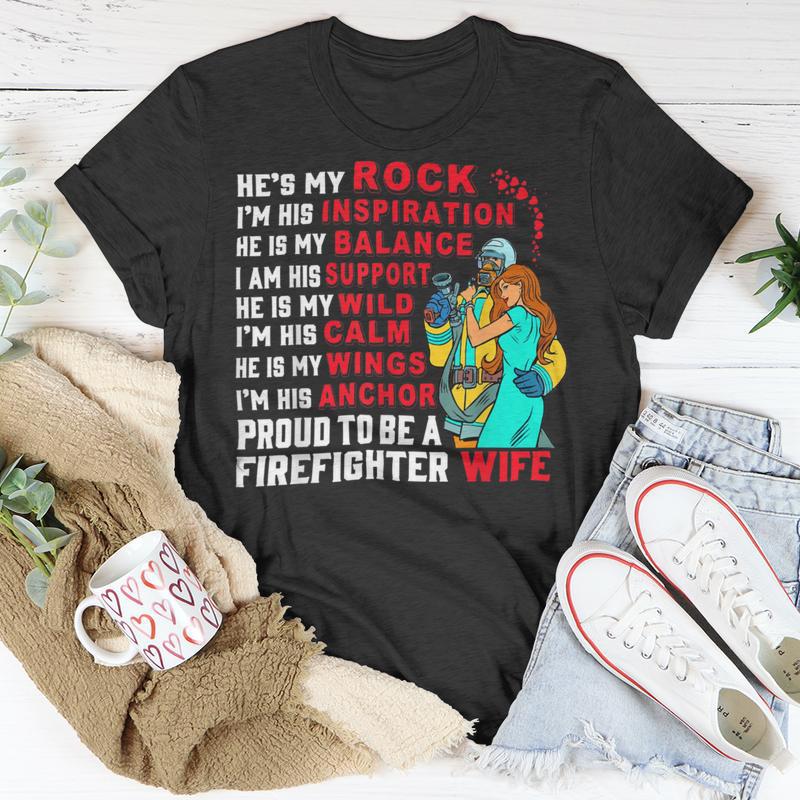 HE'S MY ROCK
I'M HIS INSPIRATION
HE IS MY BALANCE
I AM HIS SUPPORT
HE IS MY WILD
I'M HIS CALM
HE IS MY WINGS
I'M HIS ANCHOR
PROUD TO BE A
FIREFIGHTER WIFE